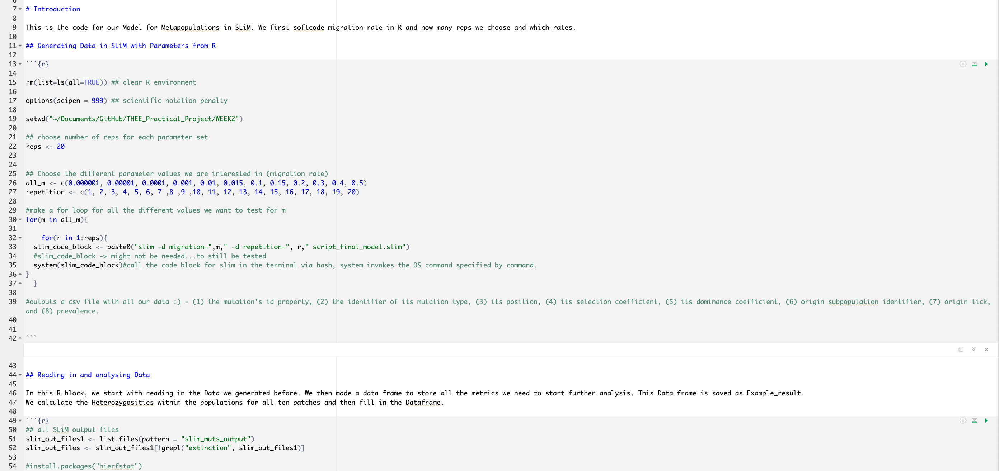 6
7 # Introduction
8
9 This is the code for our Model for Metapopulations in SLiM. We first softcode migration rate in R and how many reps we choose and which rates.
10
11 ## Generating Data in SLiM with Parameters from R
12
13 ```{r}
14
15 rm(list=ls(all=TRUE)) ## clear R environment
16
17 options(scipen = 999) ## scientific notation penalty
18
19 setwd("~/Documents/GitHub/THEE_Practical_Project/WEEK2")
20
21 ## choose number of reps for each parameter set
22 reps <- 20
23
24
25 ## Choose the different parameter values we are interested in (migration rate)
26 all_m <- c(0.000001, 0.00001, 0.0001, 0.001, 0.01, 0.015, 0.1, 0.15, 0.2, 0.3, 0.4, 0.5)
27 repetition <- c(1, 2, 3, 4, 5, 6, 7 ,8 ,9 ,10, 11, 12, 13, 14, 15, 16, 17, 18, 19, 20)
28
29 #make a for loop for all the different values we want to test for m
30 for(m in all_m){
31
32     for(r in 1:reps){
33   slim_code_block <- paste0("slim -d migration=",m," -d repetition=", r," script_final_model.slim")
34   #slim_code_block -> might not be needed...to still be tested
35   system(slim_code_block)#call the code block for slim in the terminal via bash, system invokes the OS command specified by command.
36 }
37   }
38
39 #outputs a csv file with all our data :) - (1) the mutation’s id property, (2) the identifier of its mutation type, (3) its position, (4) its selection coefficient, (5) its dominance coefficient, (6) origin subpopulation identifier, (7) origin tick,
and (8) prevalence.
40
41
42 ```
43
44 ## Reading in and analysing Data
45
46 In this R block, we start with reading in the Data we generated before. We then made a data frame to store all the metrics we need to start further analysis. This Data frame is saved as Example_result.
47 We calculate the Heterozygosities within the populations for all ten patches and then fill in the Dataframe.
48
49 ```{r}
50 ## all SLiM output files
51 slim_out_files1 <- list.files(pattern = "slim_muts_output")
52 slim_out_files <- slim_out_files1[!grepl("extinction", slim_out_files1)]
53
54 #install.packages("hierfstat")